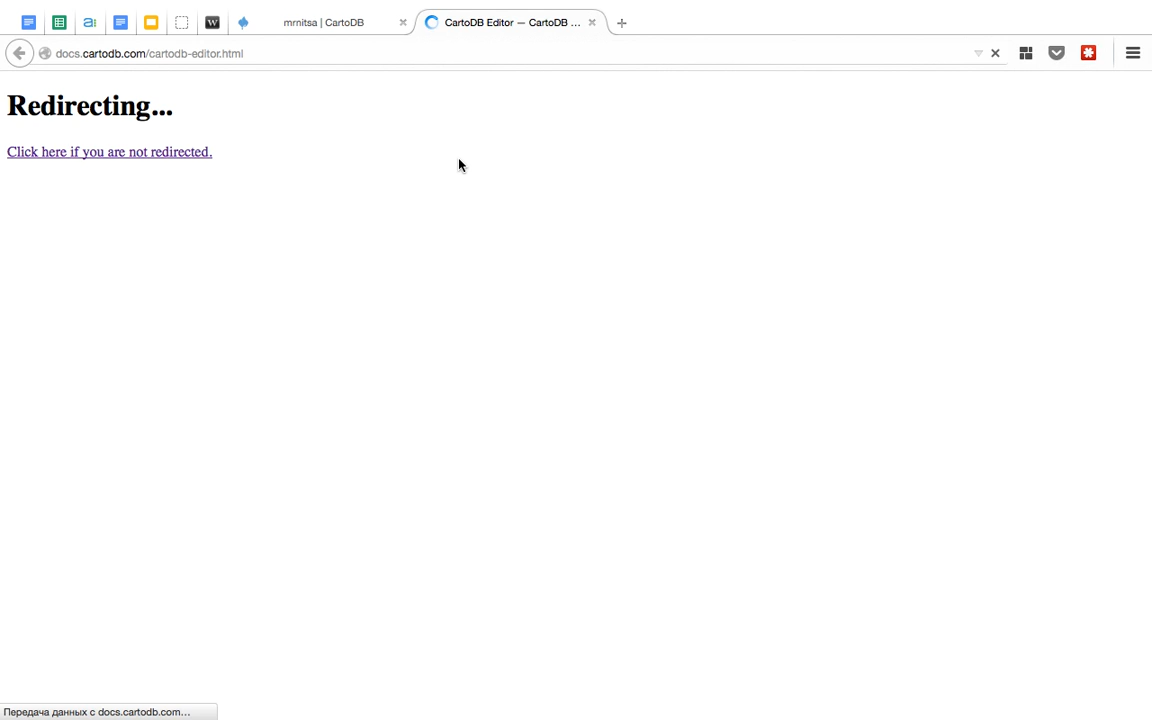 mrnitsa | CartoDB
CartoDB Editor — CartoDB ...
docs.cartodb.com/cartodb-editor.html
Redirecting...
Click here if you are not redirected.
Передача данных с docs.cartodb.com...